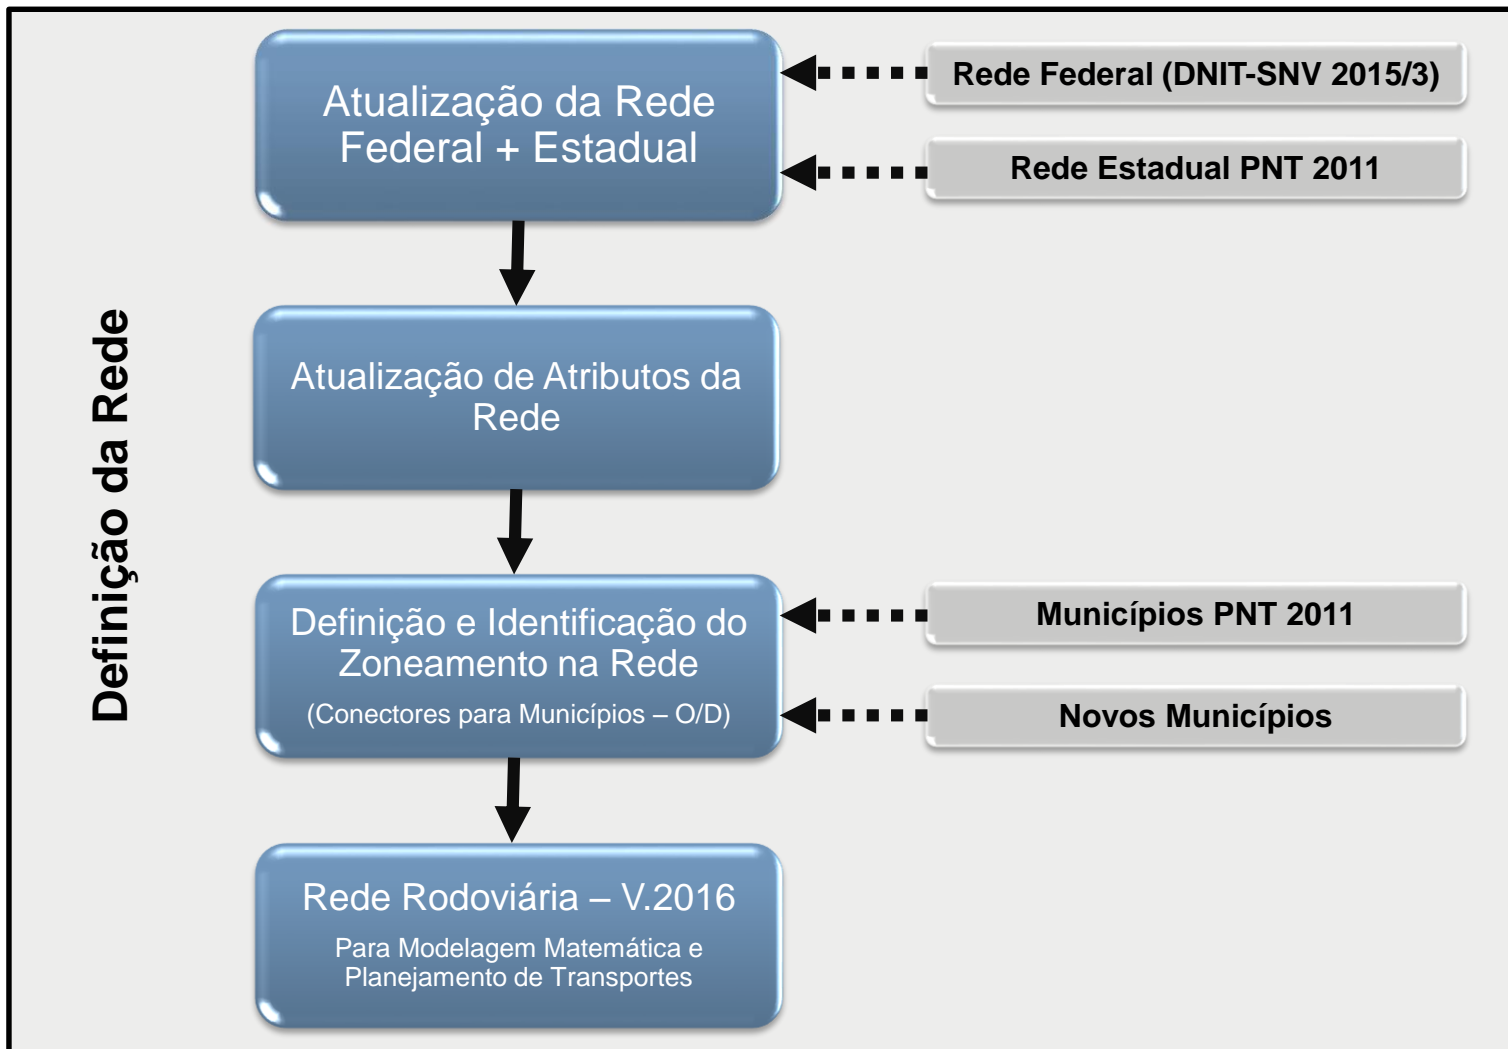 Definição da Rede
Atualização da Rede
Federal + Estadual
Rede Federal (DNIT-SNV 2015/3)
Rede Estadual PNT 2011
Atualização de Atributos da
Rede
Definição e Identificação do
Zoneamento na Rede
(Conectores para Municípios – O/D)
Municípios PNT 2011
Novos Municípios
Rede Rodoviária – V.2016
Para Modelagem Matemática e
Planejamento de Transportes